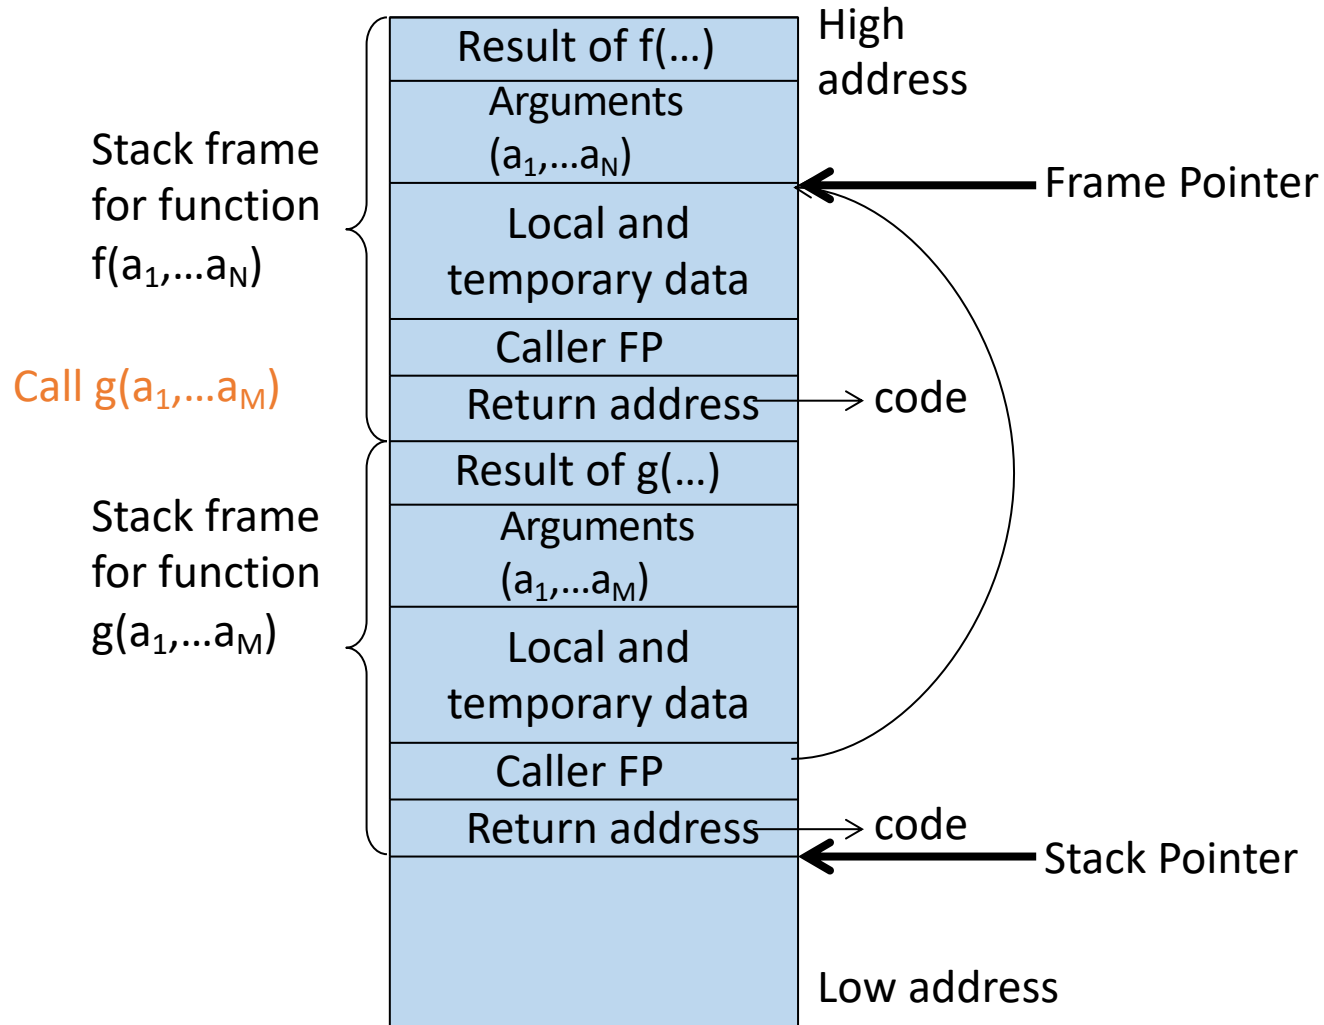 High
address
Result of f(…)
Arguments
(a₁,…aN)
Stack frame
for function
f(a₁,…aN)
Frame Pointer
Local and
temporary data
Caller FP
Call g(a₁,…aM)
Return address
code
Result of g(…)
Stack frame
for function
g(a₁,…aM)
Arguments
(a₁,…aM)
Local and
temporary data
Caller FP
Return address
code
Stack Pointer
Low address